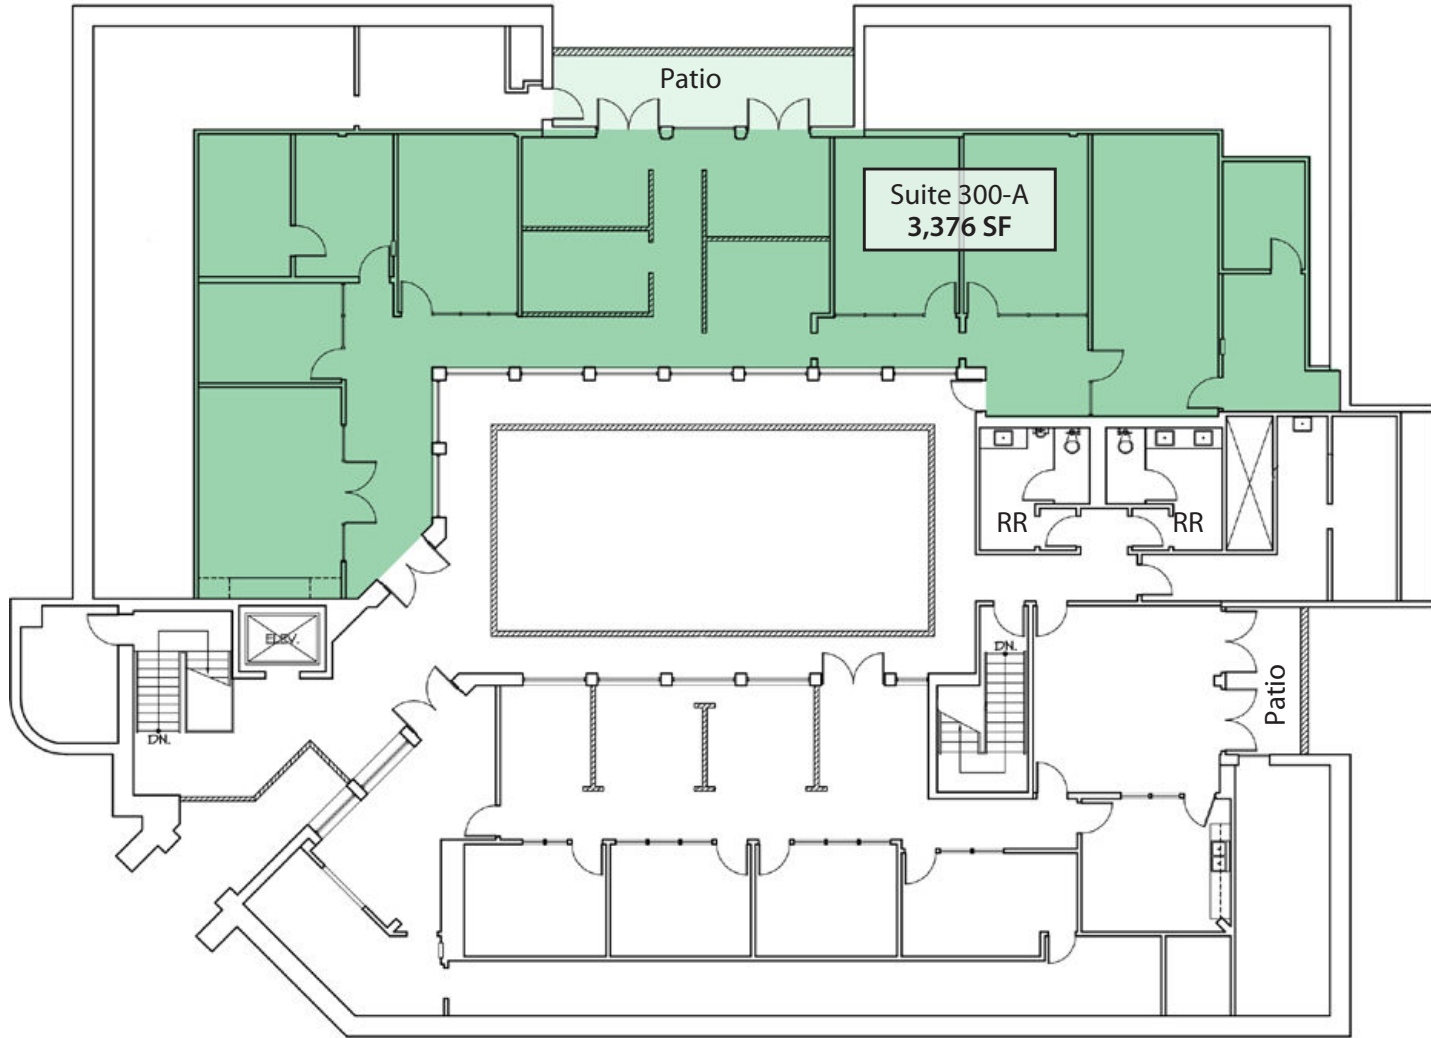 Patio
Suite 300-A
3,376 SF
RR
RR
ELEV.
DN.
DN.
Patio